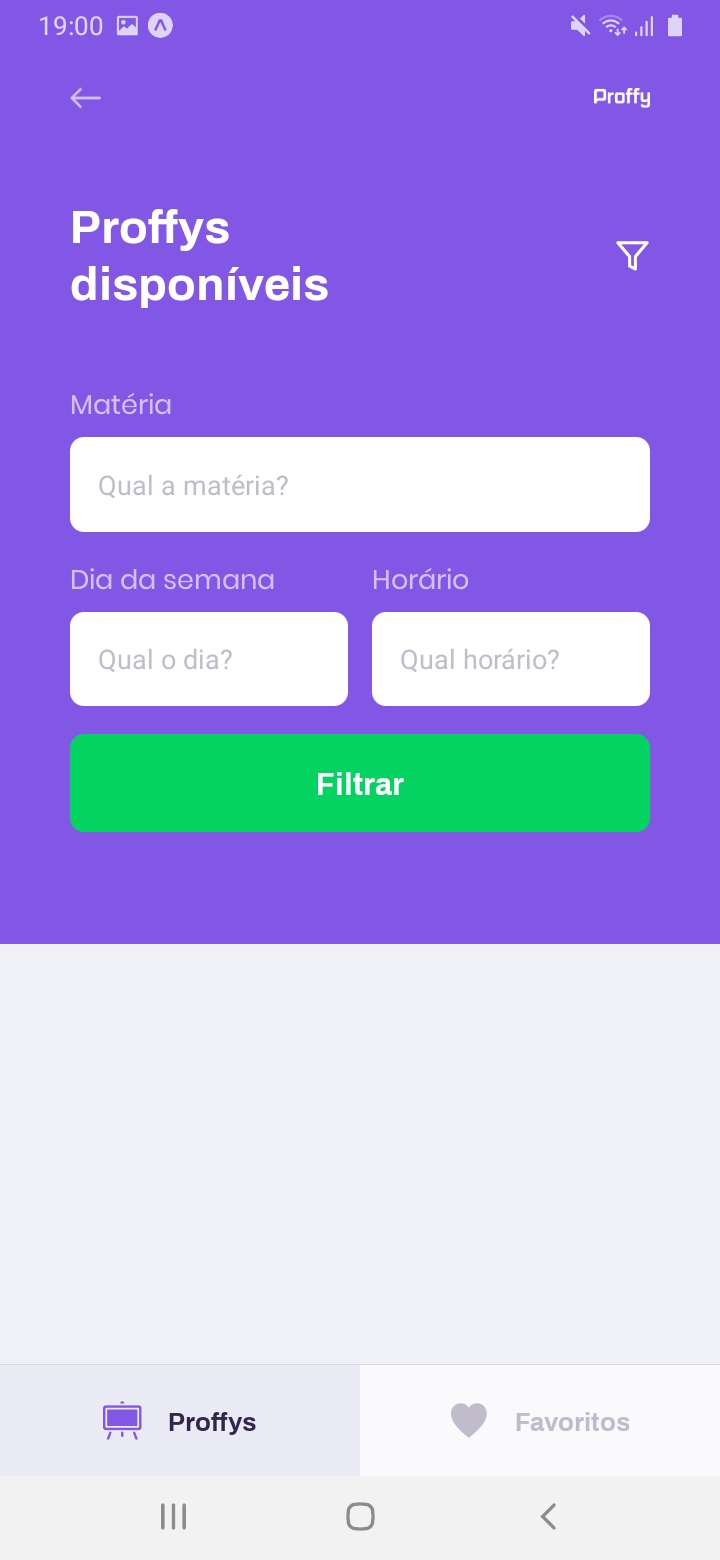 19:00
Proffy
Proffys
disponíveis
Matéria
Qual a matéria?
Dia da semana Horário
Qual o dia? Qual horário?
Filtrar
Proffys Favoritos